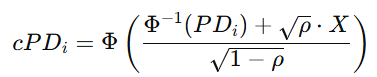 cPD_i = Φ ( (Φ^{-1}(PD_i) + √ρ · X) / √(1 − ρ) )